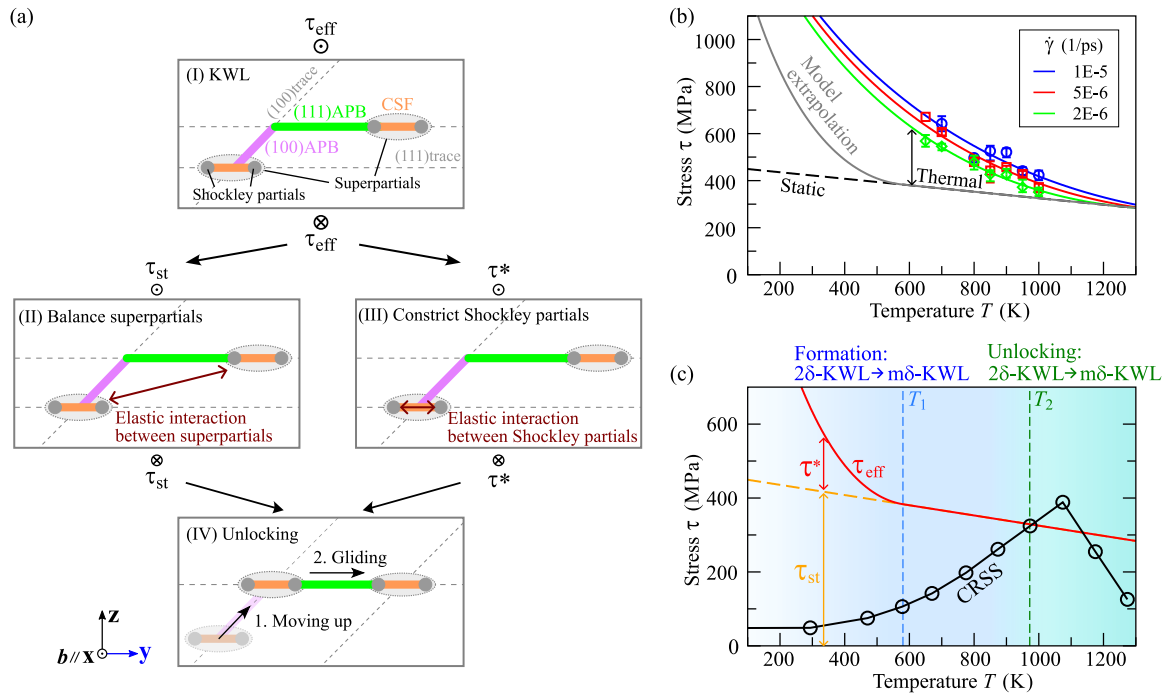 (a)
τeff
(I) KWL
(100)trace
(111)APB
CSF
(100)APB
(111)trace
Shockley partials
Superpartials
τeff
τst
τ*
(II) Balance superpartials
Elastic interaction
between superpartials
(III) Constrict Shockley partials
Elastic interaction
between Shockley partials
τst
τ*
(IV) Unlocking
2. Gliding
1. Moving up
z
b // x
y
(b)
Stress τ (MPa)
1000
800
600
400
200
0
Model
extrapolation
γ̇ (1/ps)
1E-5
5E-6
2E-6
Static
Thermal
200 400 600 800 1000 1200
Temperature T (K)
(c)
Formation:
2δ-KWL→mδ-KWL
Unlocking:
2δ-KWL→mδ-KWL
T1
T2
Stress τ (MPa)
600
400
200
0
τ*
τeff
τst
CRSS
200 400 600 800 1000 1200
Temperature T (K)